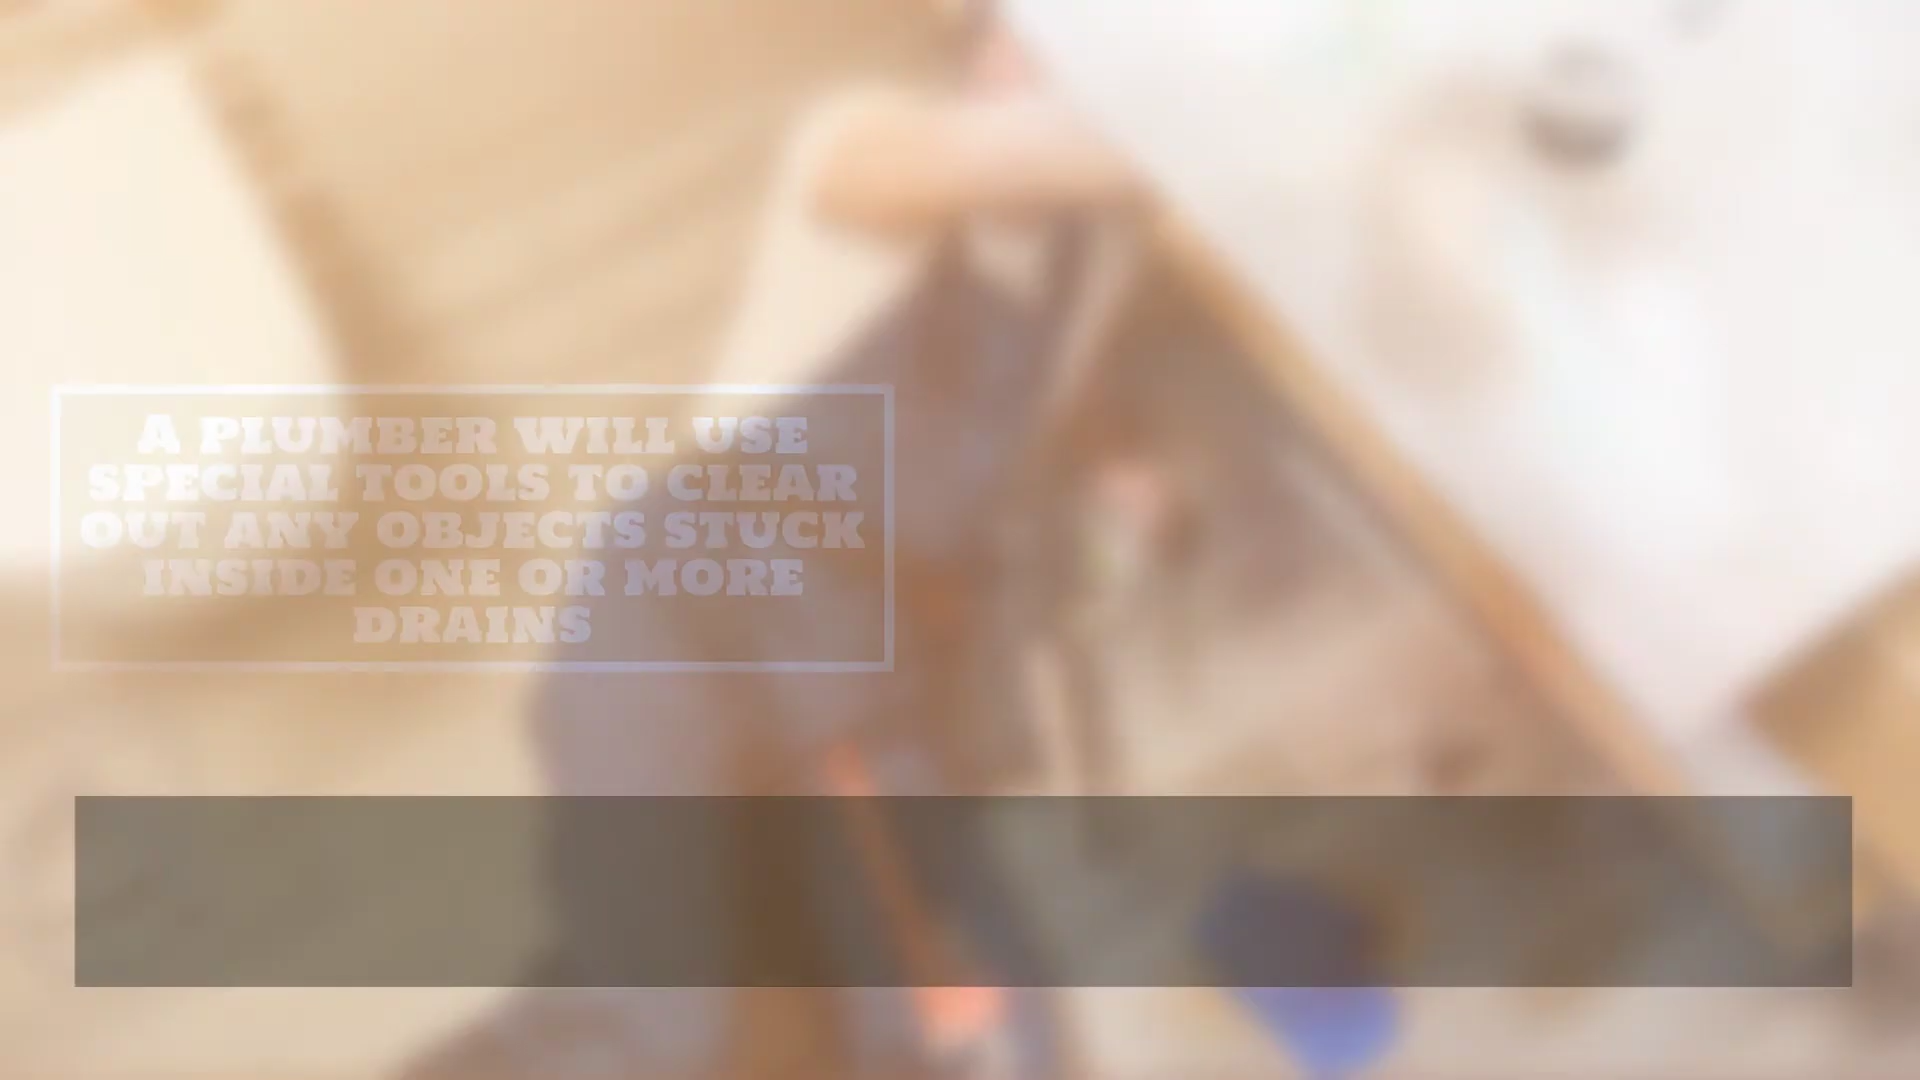 A PLUMBER WILL USE
SPECIAL TOOLS TO CLEAR
OUT ANY OBJECTS STUCK
INSIDE ONE OR MORE
DRAINS